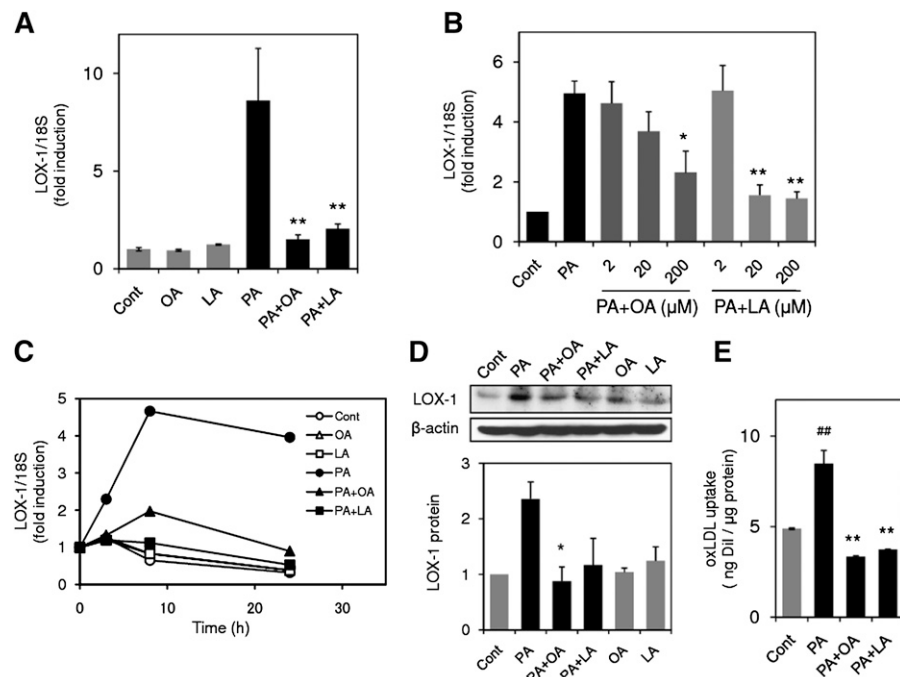 A
LOX-1/18S
(fold induction)
10
5
0
Cont
OA
LA
PA
PA+OA
PA+LA
**
**
B
LOX-1/18S
(fold induction)
6
4
2
0
*
**
**
Cont
PA
2
20
200
2
20
200
PA+OA (µM)
PA+LA (µM)
C
LOX-1/18S
(fold induction)
5
4
3
2
1
0
0
10
20
30
Time (h)
Cont
OA
LA
PA
PA+OA
PA+LA
D
Cont
PA
PA+OA
PA+LA
OA
LA
LOX-1
β-actin
LOX-1 protein
3
2
1
0
*
Cont
PA
PA+OA
PA+LA
OA
LA
E
oxLDL uptake
( ng DiI / µg protein)
10
5
0
##
**
**
Cont
PA
PA+OA
PA+LA